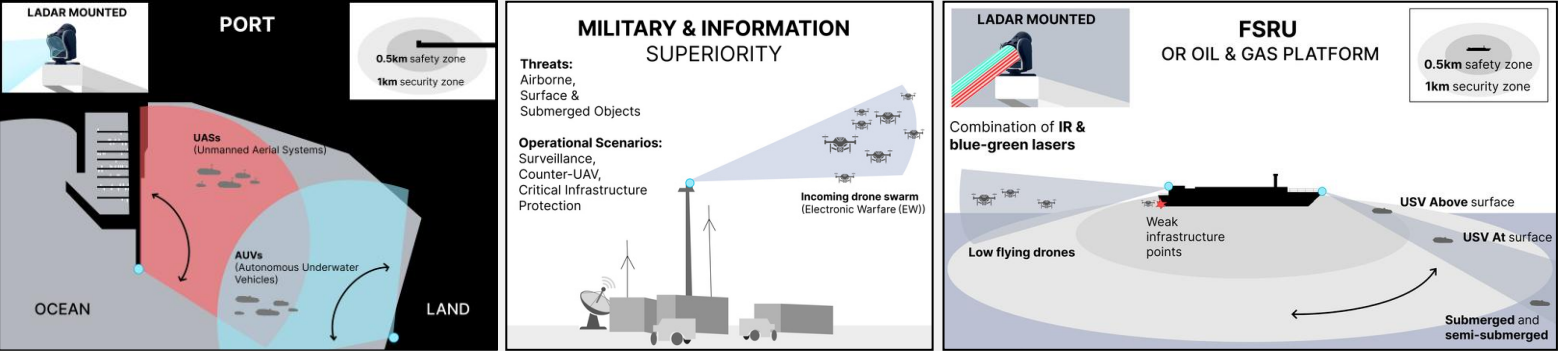 LADAR MOUNTED
PORT
0.5km safety zone
1km security zone
UASs
(Unmanned Aerial Systems)
AUVs
(Autonomous Underwater
Vehicles)
OCEAN
LAND
MILITARY & INFORMATION
SUPERIORITY
Threats:
Airborne,
Surface &
Submerged Objects
Operational Scenarios:
Surveillance,
Counter-UAV,
Critical Infrastructure
Protection
Incoming drone swarm
(Electronic Warfare (EW))
LADAR MOUNTED
FSRU
OR OIL & GAS PLATFORM
0.5km safety zone
1km security zone
Combination of IR &
blue-green lasers
Low flying drones
Weak
infrastructure
points
USV Above surface
USV At surface
Submerged and
semi-submerged